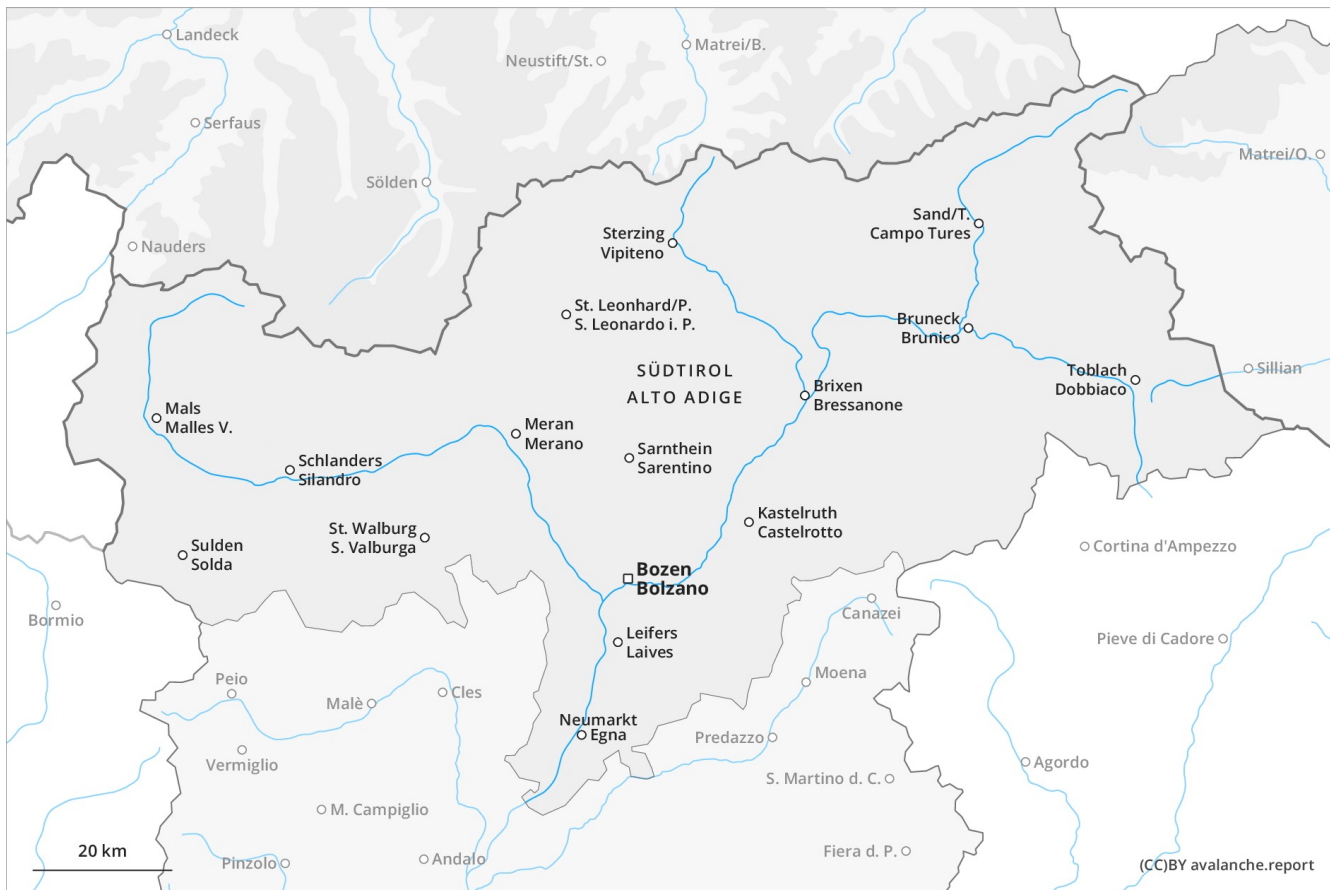 Landeck
Matrei/B.
Neustift/St.
Serfaus
Matrei/O.
Sölden
Sand/T.
Campo Tures
Sterzing
Vipiteno
Nauders
St. Leonhard/P.
S. Leonardo i. P.
Bruneck
Brunico
SÜDTIROL
ALTO ADIGE
Toblach
Dobbiaco
Sillian
Brixen
Bressanone
Mals
Malles V.
Meran
Merano
Sarnthein
Sarentino
Schlanders
Silandro
Kastelruth
Castelrotto
St. Walburg
S. Valburga
Sulden
Solda
Cortina d'Ampezzo
Bozen
Bolzano
Bormio
Canazei
Leifers
Laives
Pieve di Cadore
Peio
Malè
Cles
Moena
Neumarkt
Egna
Predazzo
Vermiglio
Agordo
S. Martino d. C.
M. Campiglio
20 km
Pinzolo
Andalo
Fiera d. P.
(CC)BY avalanche.report